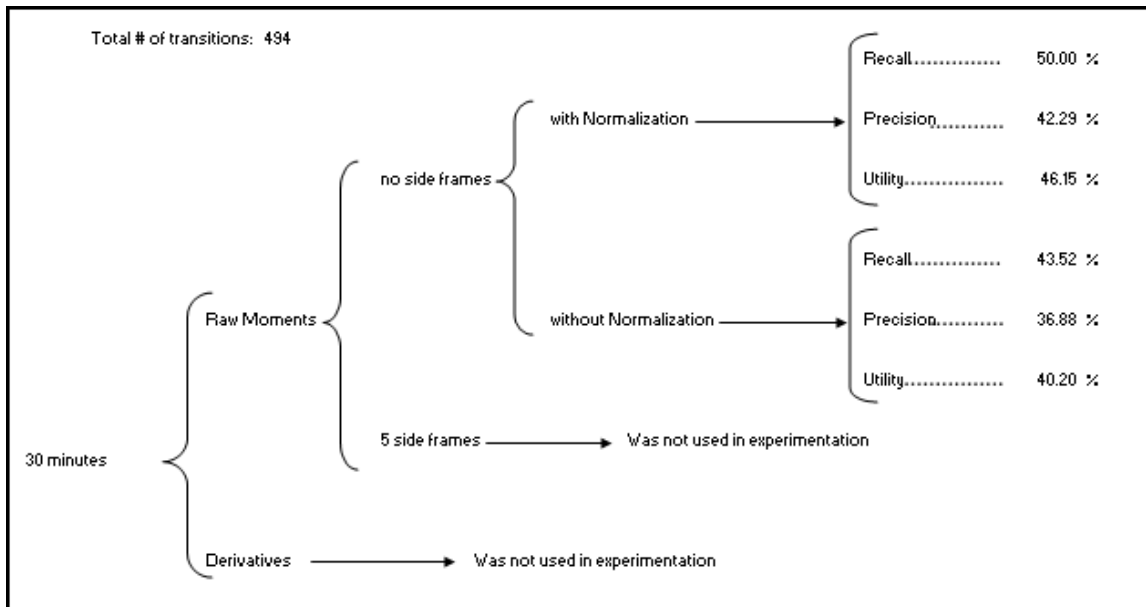 Total # of transitions: 494
Recall............... 50.00 %
with Normalization
Precision............ 42.29 %
no side frames
Utility................. 46.15 %
Recall............... 43.52 %
Raw Moments
without Normalization
Precision............ 36.88 %
Utility................. 40.20 %
5 side frames
Was not used in experimentation
30 minutes
Derivatives
Was not used in experimentation